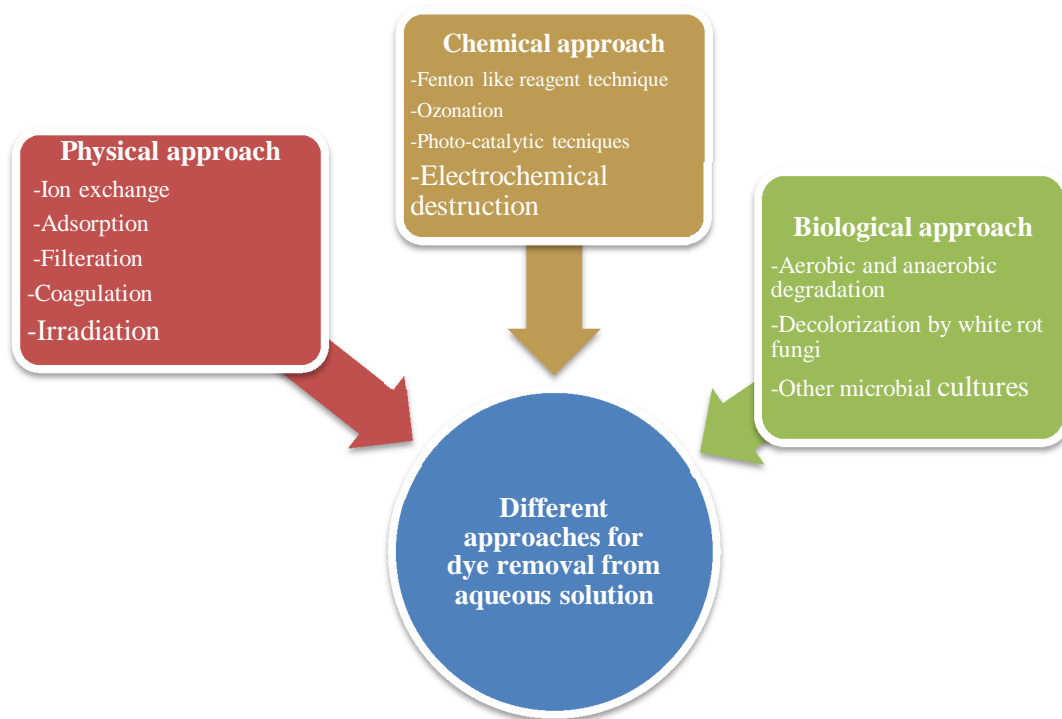 Physical approach
-Ion exchange
-Adsorption
-Filteration
-Coagulation
-Irradiation
Chemical approach
-Fenton like reagent technique
-Ozonation
-Photo-catalytic tecniques
-Electrochemical
destruction
Biological approach
-Aerobic and anaerobic
degradation
-Decolorization by white rot
fungi
-Other microbial cultures
Different
approaches for
dye removal from
aqueous solution